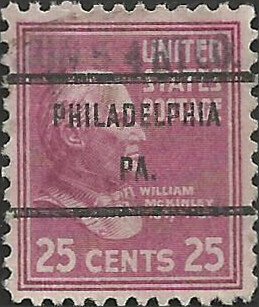 UNITED
STATES
PHILADELPHIA
PA.
WILLIAM
McKINLEY
25 CENTS 25